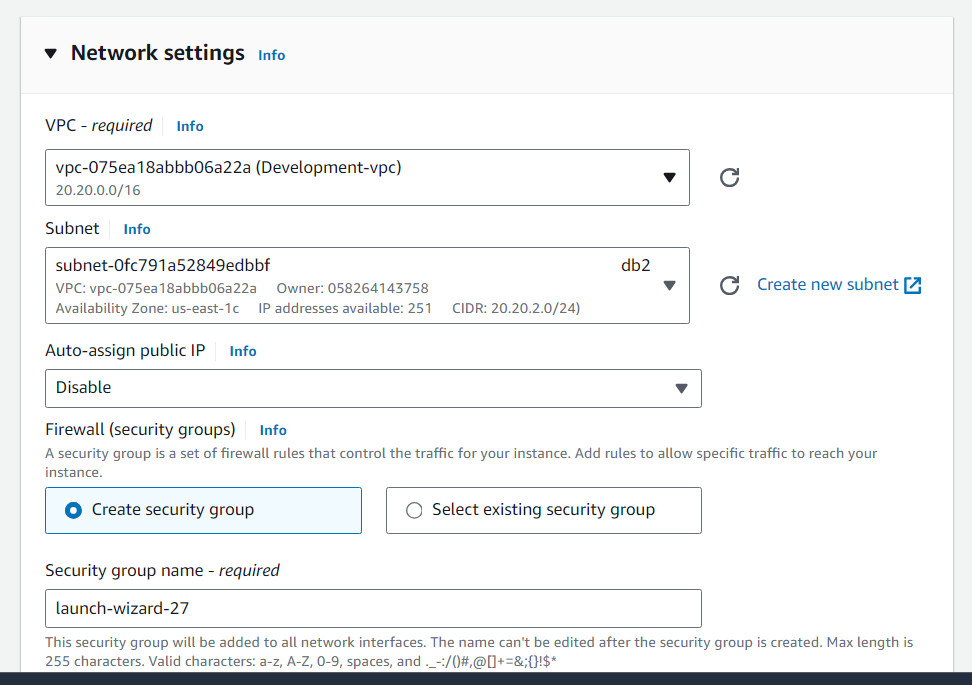 Network settings Info
VPC - required Info
vpc-075ea18abbb06a22a (Development-vpc)
20.20.0.0/16
Subnet Info
subnet-0fc791a52849edbbf db2
VPC: vpc-075ea18abbb06a22a Owner: 058264143758
Availability Zone: us-east-1c IP addresses available: 251 CIDR: 20.20.2.0/24)
Create new subnet
Auto-assign public IP Info
Disable
Firewall (security groups) Info
A security group is a set of firewall rules that control the traffic for your instance. Add rules to allow specific traffic to reach your
instance.
Create security group Select existing security group
Security group name - required
launch-wizard-27
This security group will be added to all network interfaces. The name can't be edited after the security group is created. Max length is
255 characters. Valid characters: a-z, A-Z, 0-9, spaces, and ._-:/()#,@[]+=&;{}!$*